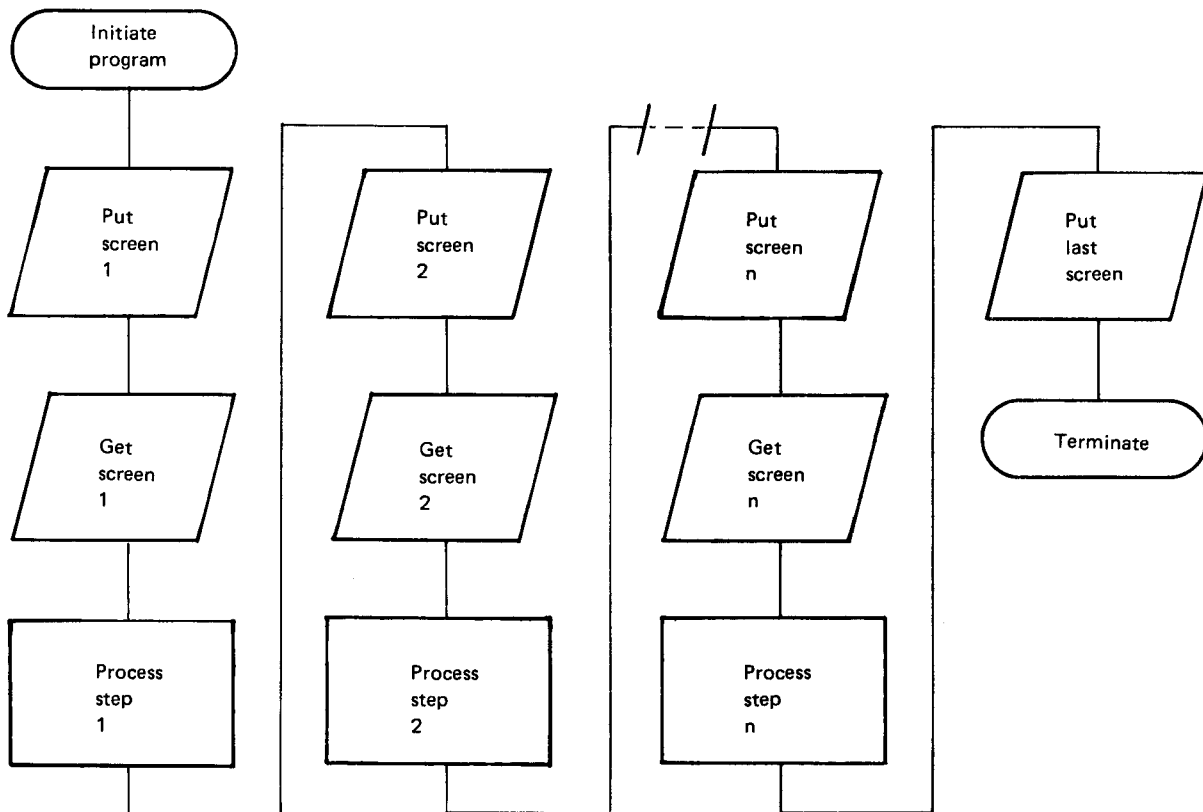 Initiate
program
Put
screen
1
Get
screen
1
Process
step
1
Put
screen
2
Get
screen
2
Process
step
2
Put
screen
n
Get
screen
n
Process
step
n
Put
last
screen
Terminate